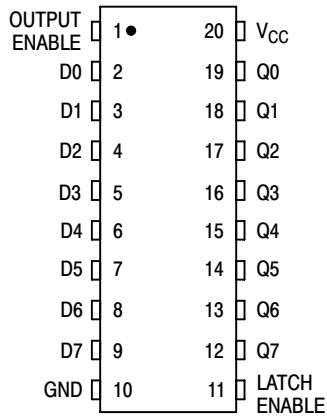 OUTPUT
ENABLE 1 20 VCC
D0 2 19 Q0
D1 3 18 Q1
D2 4 17 Q2
D3 5 16 Q3
D4 6 15 Q4
D5 7 14 Q5
D6 8 13 Q6
D7 9 12 Q7
GND 10 11 LATCH
ENABLE